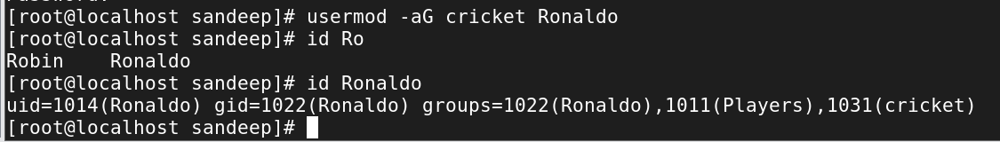 [root@localhost sandeep]# usermod -aG cricket Ronaldo
[root@localhost sandeep]# id Ro
Robin    Ronaldo
[root@localhost sandeep]# id Ronaldo
uid=1014(Ronaldo) gid=1022(Ronaldo) groups=1022(Ronaldo),1011(Players),1031(cricket)
[root@localhost sandeep]#